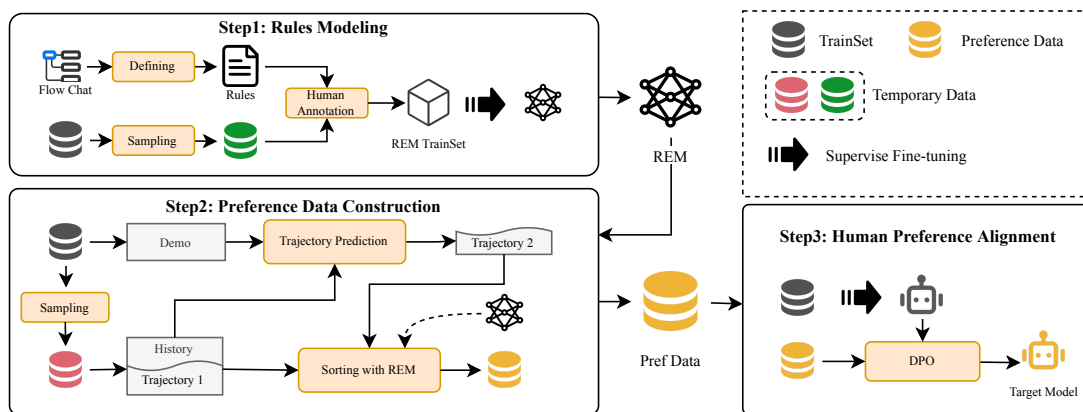 Step1: Rules Modeling
Flow Chat
Defining
Rules
Human
Annotation
Sampling
REM TrainSet
REM
TrainSet
Preference Data
Temporary Data
Supervise Fine-tuning
Step2: Preference Data Construction
Demo
Trajectory Prediction
Trajectory 2
Sampling
History
Trajectory 1
Sorting with REM
Pref Data
Step3: Human Preference Alignment
DPO
Target Model